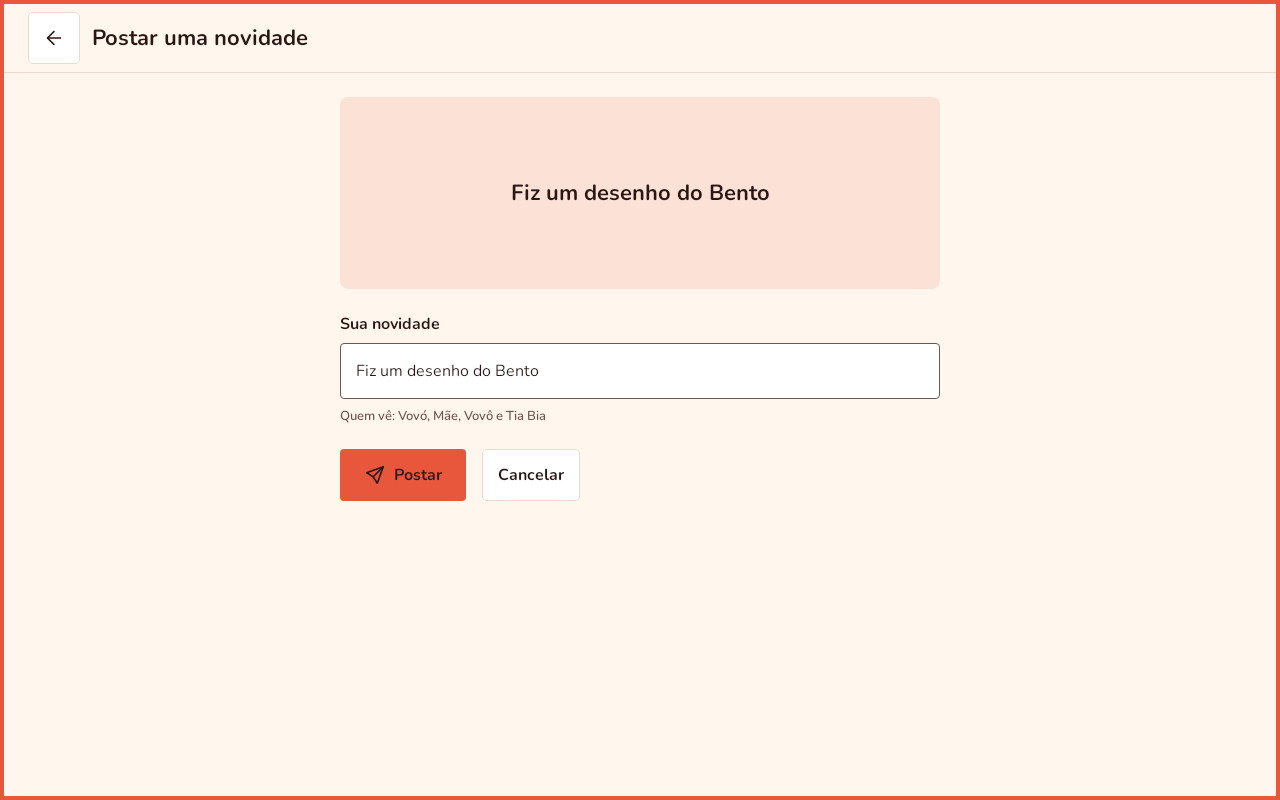 Postar uma novidade
Fiz um desenho do Bento
Sua novidade
Fiz um desenho do Bento
Quem vê: Vovó, Mãe, Vovô e Tia Bia
Postar
Cancelar